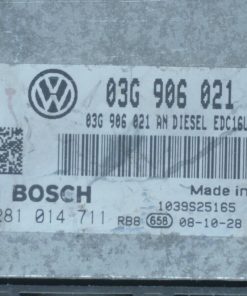 03G 906 021
03G 906 021 AN DIESEL EDC16U
BOSCH
Made in
1039S25165
281 014 711 RB8 658 08-10-28